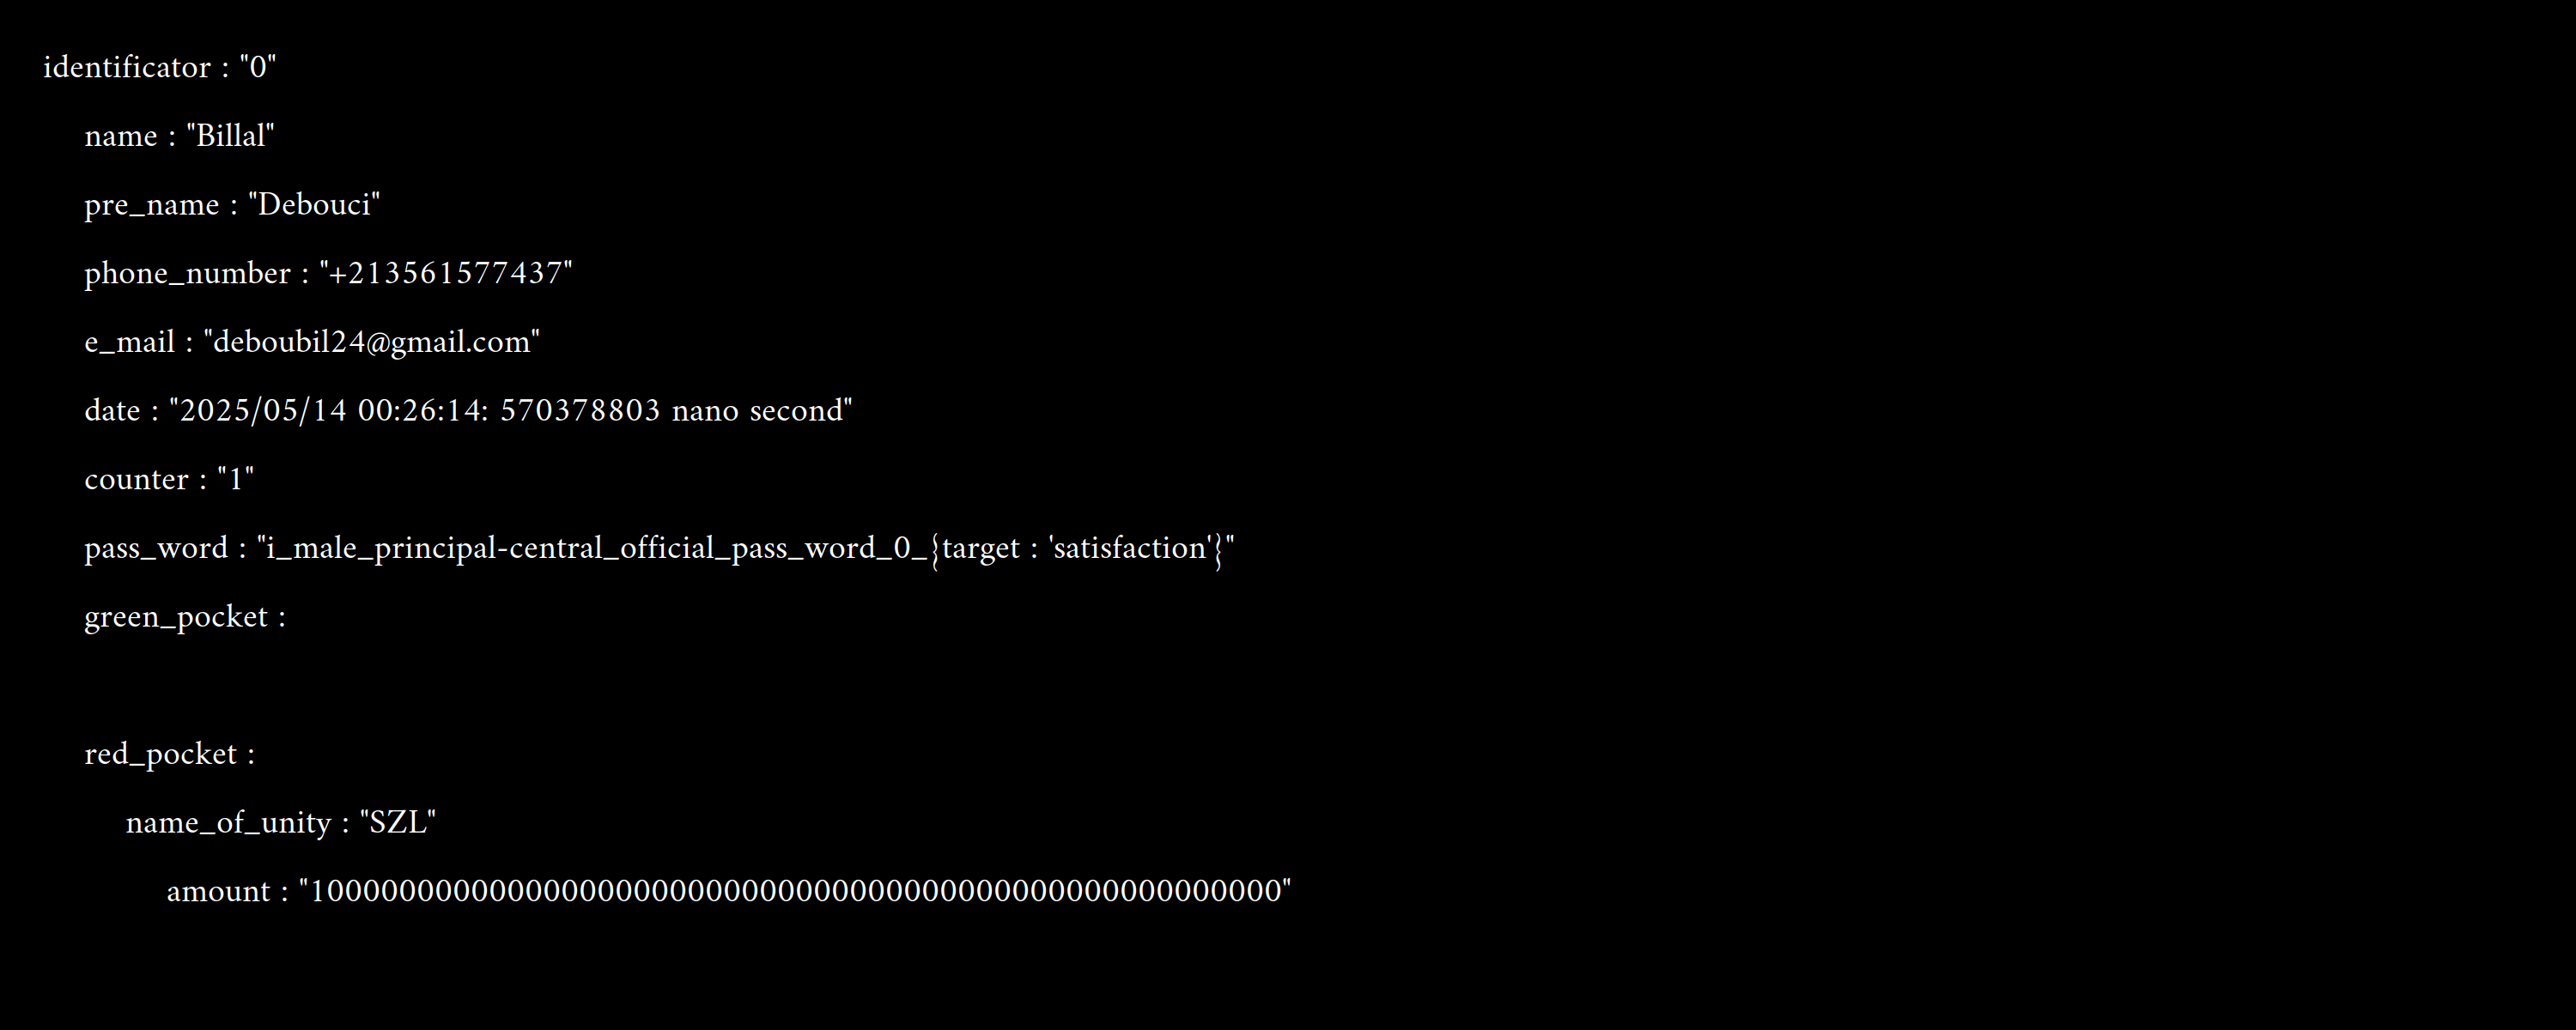 identificator : "0"
name : "Billal"
pre_name : "Debouci"
phone_number : "+213561577437"
e_mail : "deboubil24@gmail.com"
date : "2025/05/14 00:26:14: 570378803 nano second"
counter : "1"
pass_word : "i_male_principal-central_official_pass_word_0_{target : 'satisfaction'}"
green_pocket :
red_pocket :
name_of_unity : "SZL"
amount : "100000000000000000000000000000000000000000000000000000"